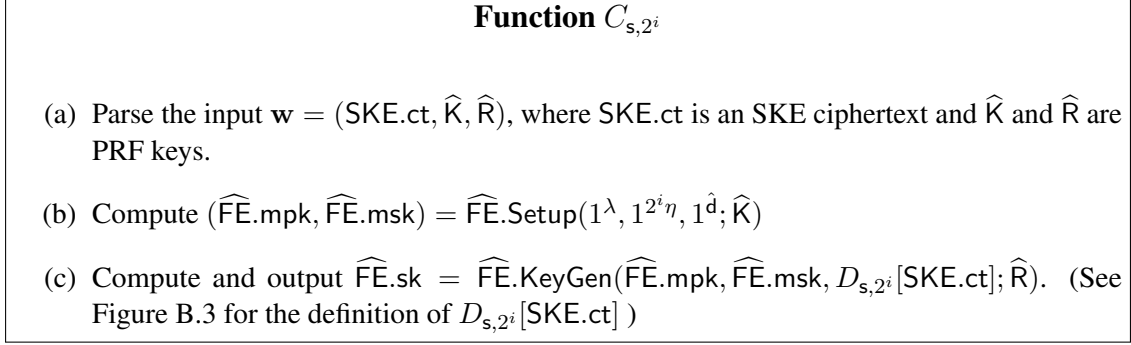 Function C_{s,2^i}
(a) Parse the input w = (SKE.ct, K̂, R̂), where SKE.ct is an SKE ciphertext and K̂ and R̂ are
PRF keys.
(b) Compute (F̂Ê.mpk, F̂Ê.msk) = F̂Ê.Setup(1^λ, 1^{2^i η}, 1^{d̂}; K̂)
(c) Compute and output F̂Ê.sk = F̂Ê.KeyGen(F̂Ê.mpk, F̂Ê.msk, D_{s,2^i}[SKE.ct]; R̂). (See
Figure B.3 for the definition of D_{s,2^i}[SKE.ct] )